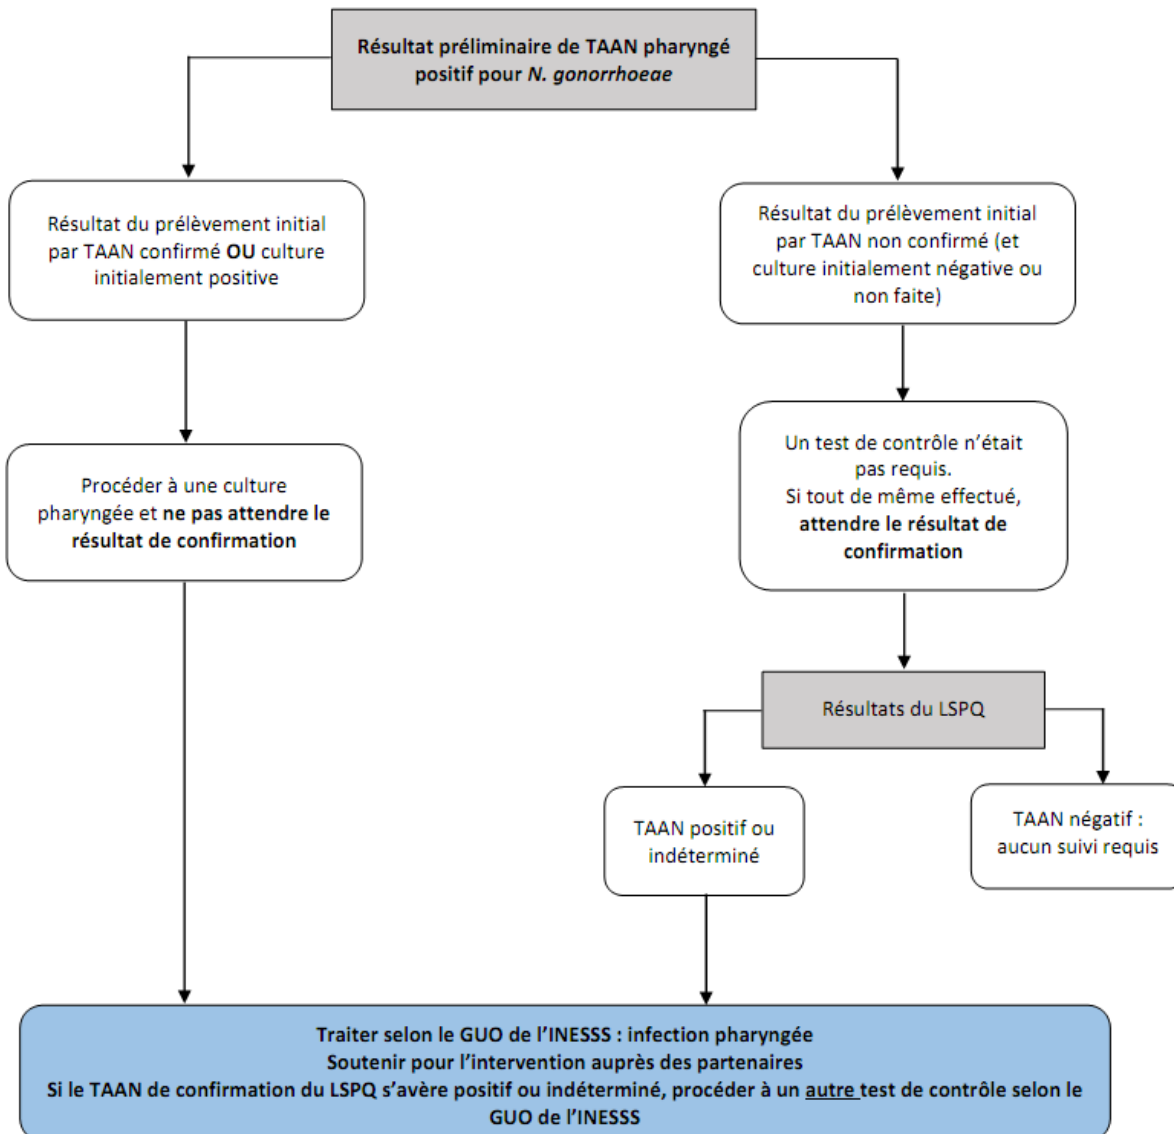 Résultat préliminaire de TAAN pharyngé
positif pour N. gonorrhoeae
Résultat du prélèvement initial
par TAAN confirmé OU culture
initialement positive
Résultat du prélèvement initial
par TAAN non confirmé (et
culture initialement négative ou
non faite)
Procéder à une culture
pharyngée et ne pas attendre le
résultat de confirmation
Un test de contrôle n’était
pas requis.
Si tout de même effectué,
attendre le résultat de
confirmation
Résultats du LSPQ
TAAN positif ou
indéterminé
TAAN négatif :
aucun suivi requis
Traiter selon le GUO de l’INESSS : infection pharyngée
Soutenir pour l’intervention auprès des partenaires
Si le TAAN de confirmation du LSPQ s’avère positif ou indéterminé, procéder à un autre test de contrôle selon le
GUO de l’INESSS